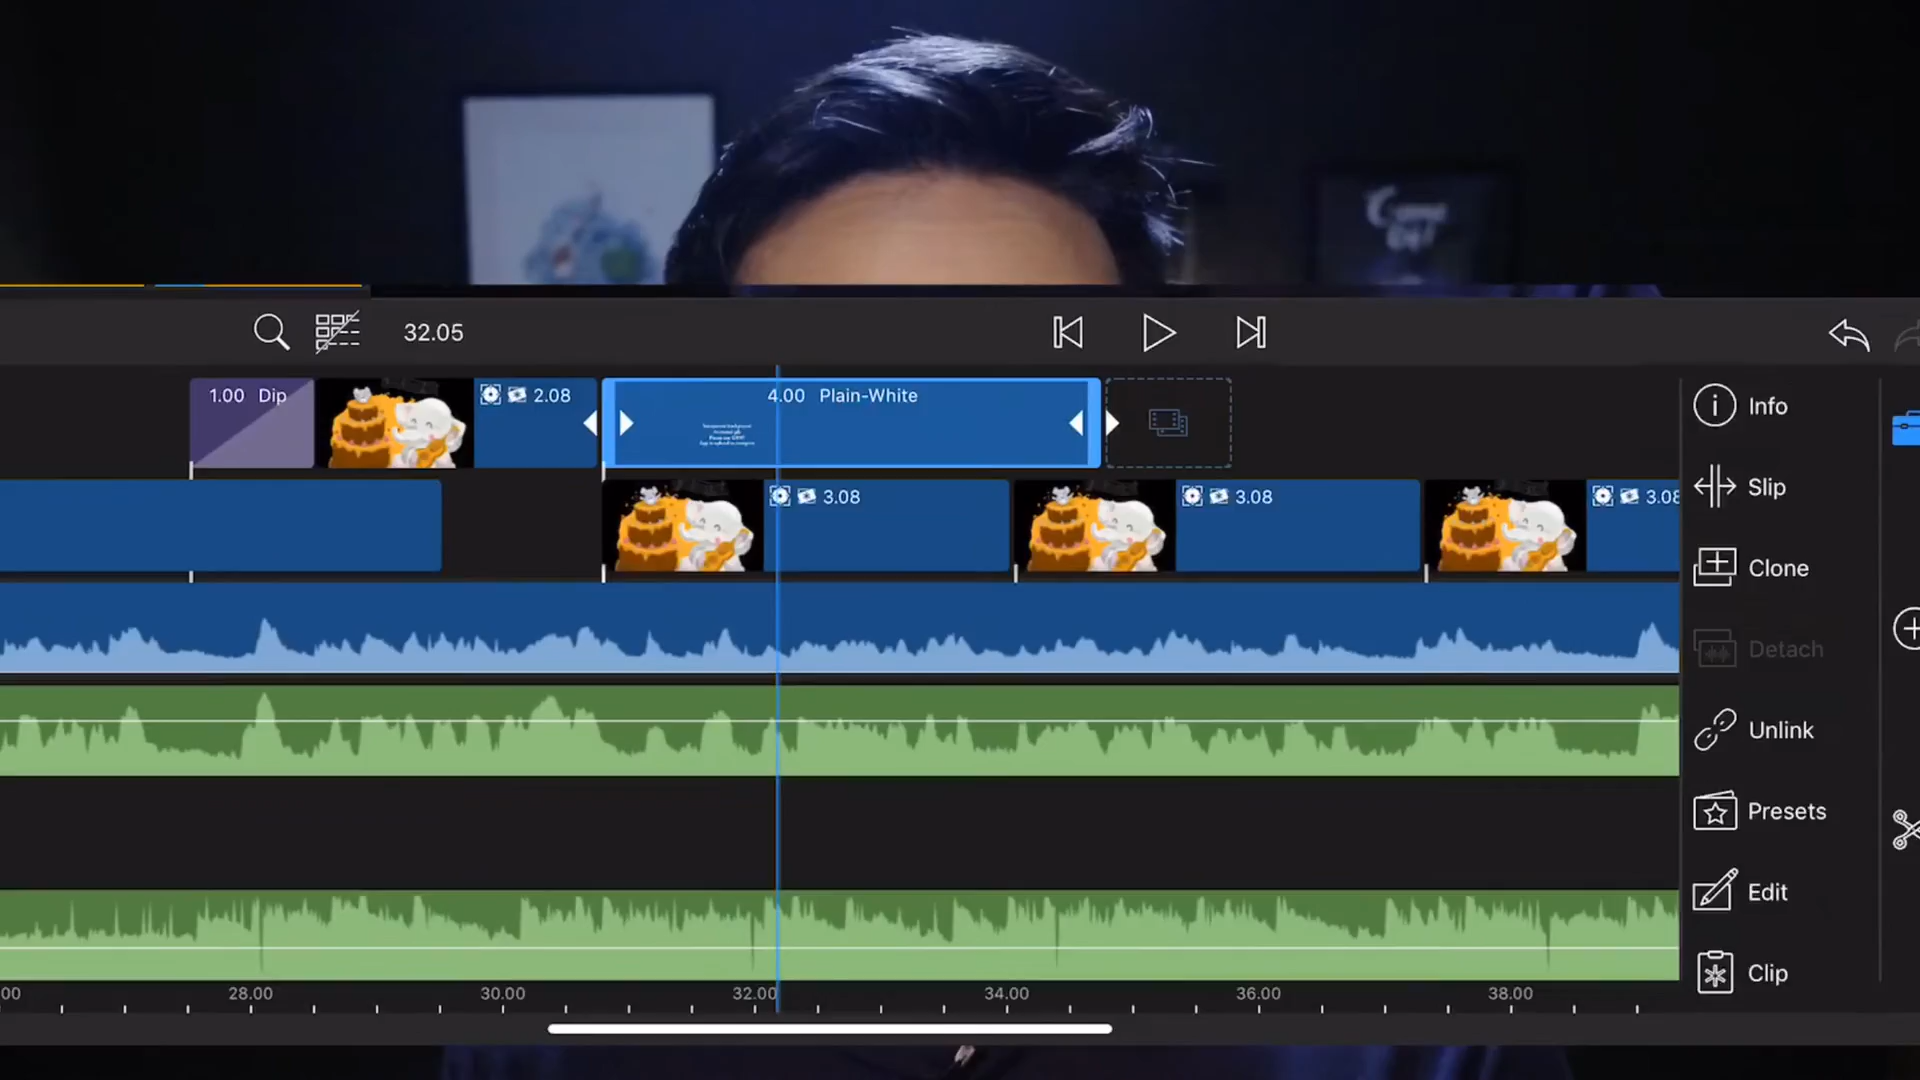 32.05
1.00 Dip
2.08
4.00 Plain-White
3.08
3.08
3.08
Info
Slip
Clone
Detach
Unlink
Presets
Edit
Clip
00
28.00
30.00
32.00
34.00
36.00
38.00